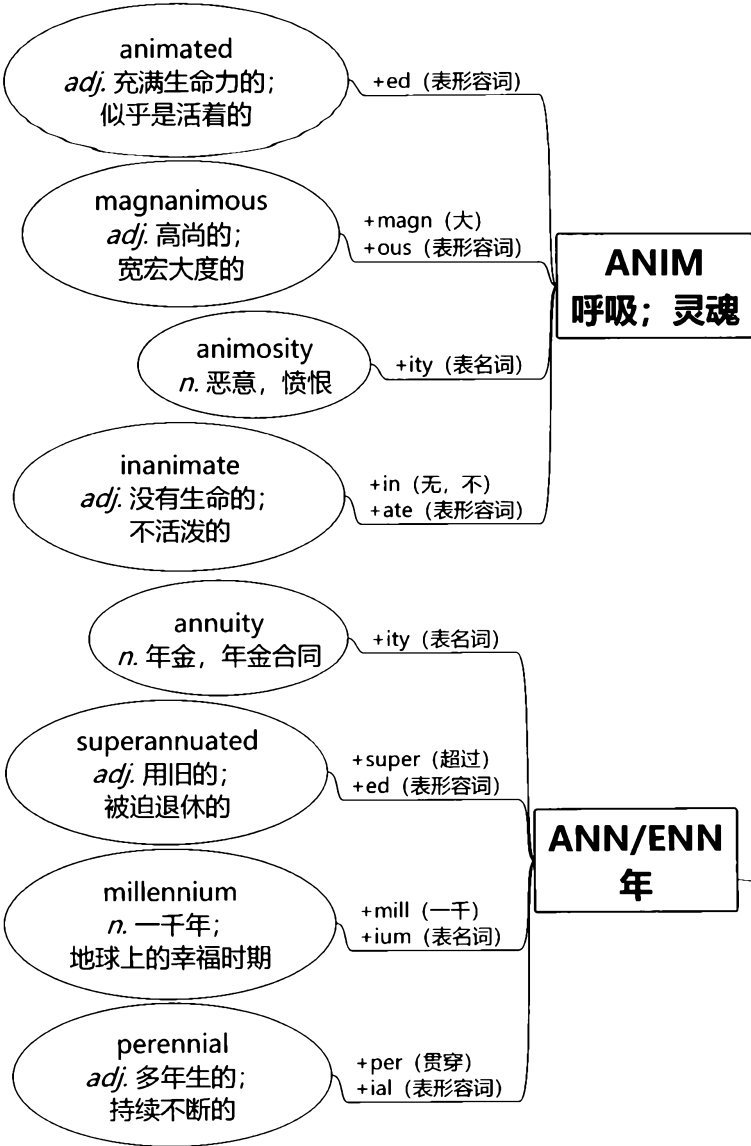 animated
adj. 充满生命力的；
似乎是活着的
+ed（表形容词）
magnanimous
adj. 高尚的；
宽宏大度的
+magn（大）
+ous（表形容词）
ANIM
呼吸；灵魂
animosity
n. 恶意，愤恨
+ity（表名词）
inanimate
adj. 没有生命的；
不活泼的
+in（无，不）
+ate（表形容词）
annuity
n. 年金，年金合同
+ity（表名词）
superannuated
adj. 用旧的；
被迫退休的
+super（超过）
+ed（表形容词）
ANN/ENN
年
millennium
n. 一千年；
地球上的幸福时期
+mill（一千）
+ium（表名词）
perennial
adj. 多年生的；
持续不断的
+per（贯穿）
+ial（表形容词）